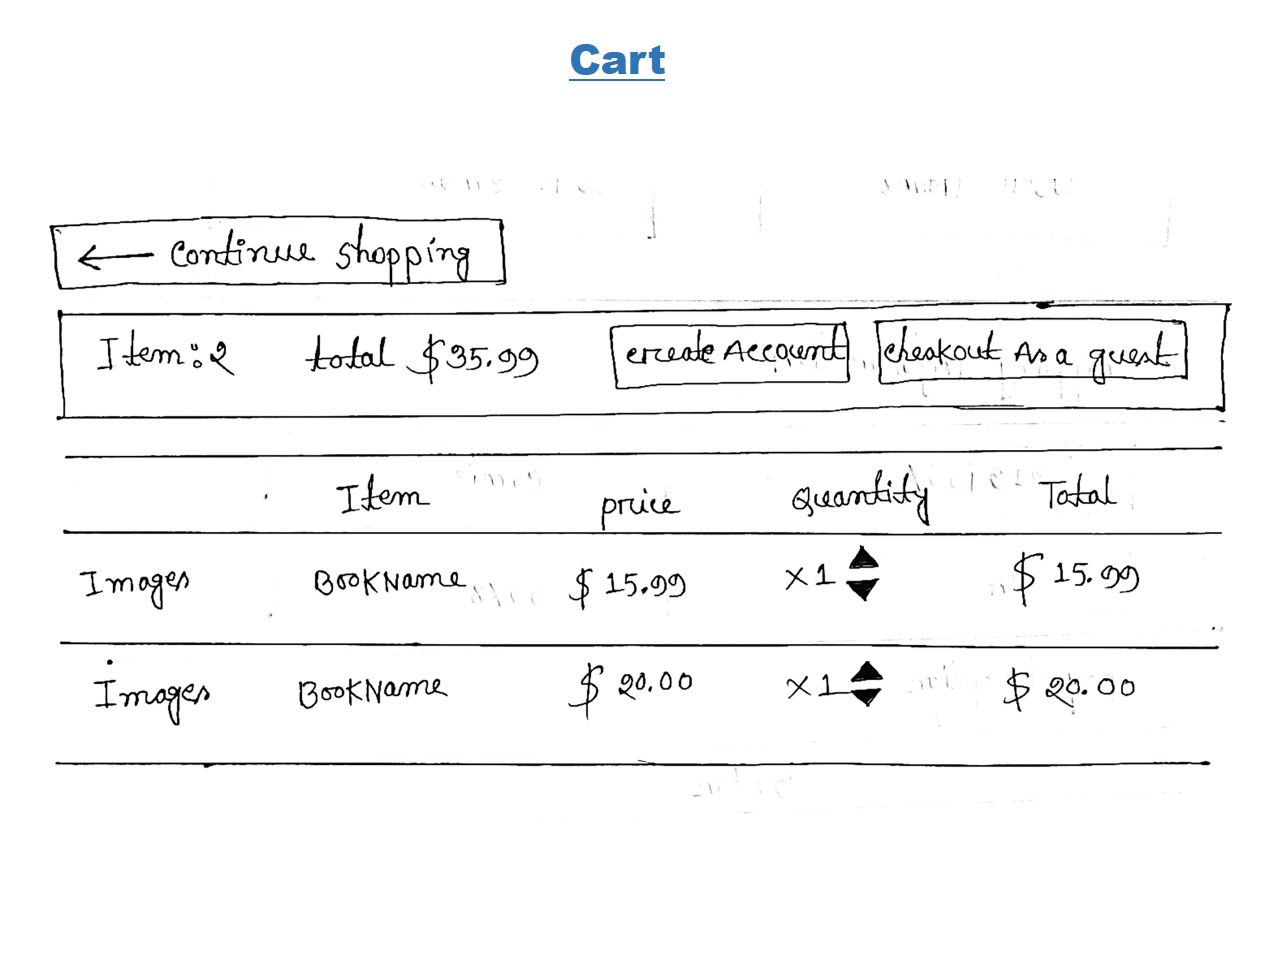 Cart
← Continue shopping
Item:2 total $35.99 create Account cheakout As a guest
Item price Quantity Total
Images BookName $ 15.99 x1 $ 15.99
Images BookName $ 20.00 x1 $ 20.00